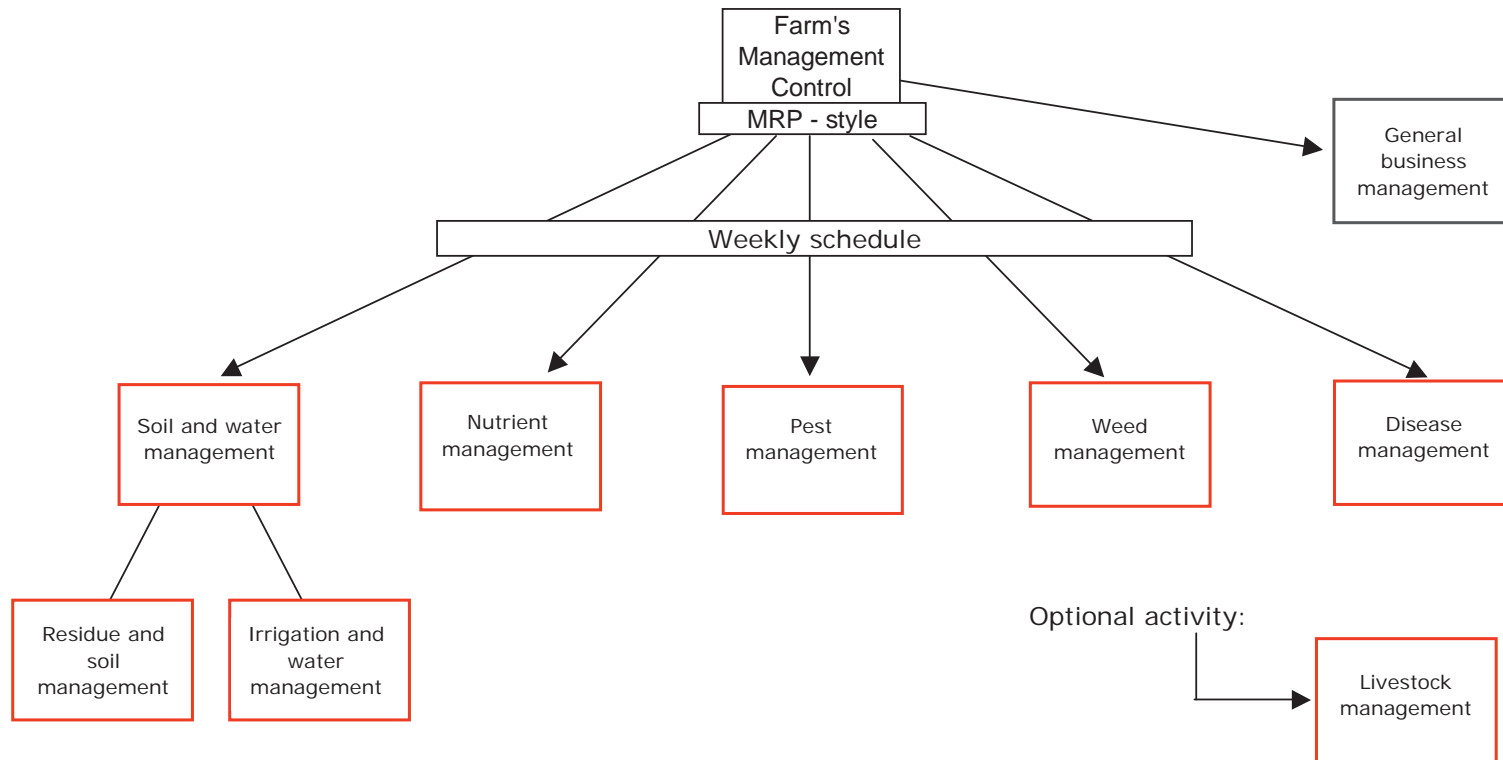 Farm's
Management
Control
MRP - style
General
business
management
Weekly schedule
Soil and water
management
Nutrient
management
Pest
management
Weed
management
Disease
management
Residue and
soil
management
Irrigation and
water
management
Optional activity:
Livestock
management